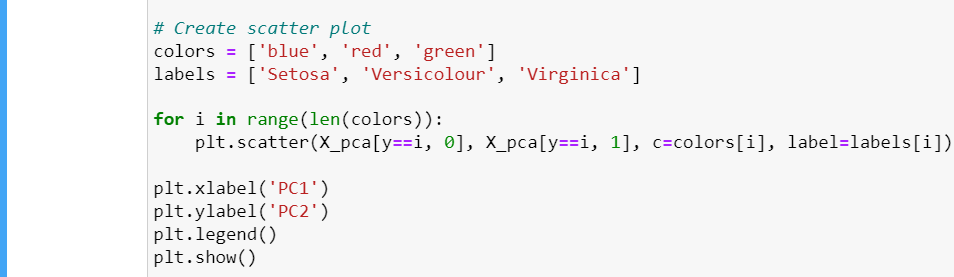 # Create scatter plot
colors = ['blue', 'red', 'green']
labels = ['Setosa', 'Versicolour', 'Virginica']
for i in range(len(colors)):
    plt.scatter(X_pca[y==i, 0], X_pca[y==i, 1], c=colors[i], label=labels[i])
plt.xlabel('PC1')
plt.ylabel('PC2')
plt.legend()
plt.show()